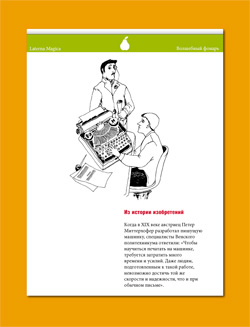 Laterna Magica
Волшебный фонарь
Из истории изобретений
Когда в XIX веке австриец Петер
Миттерхофер разработал пишущую
машинку, специалисты Венского
политехникума ответили: «Чтобы
научиться печатать на машинке,
требуется затратить много
времени и усилий. Даже людям,
подготовленным к такой работе,
невозможно достичь той же
скорости и надежности, что и при
обычном письме».